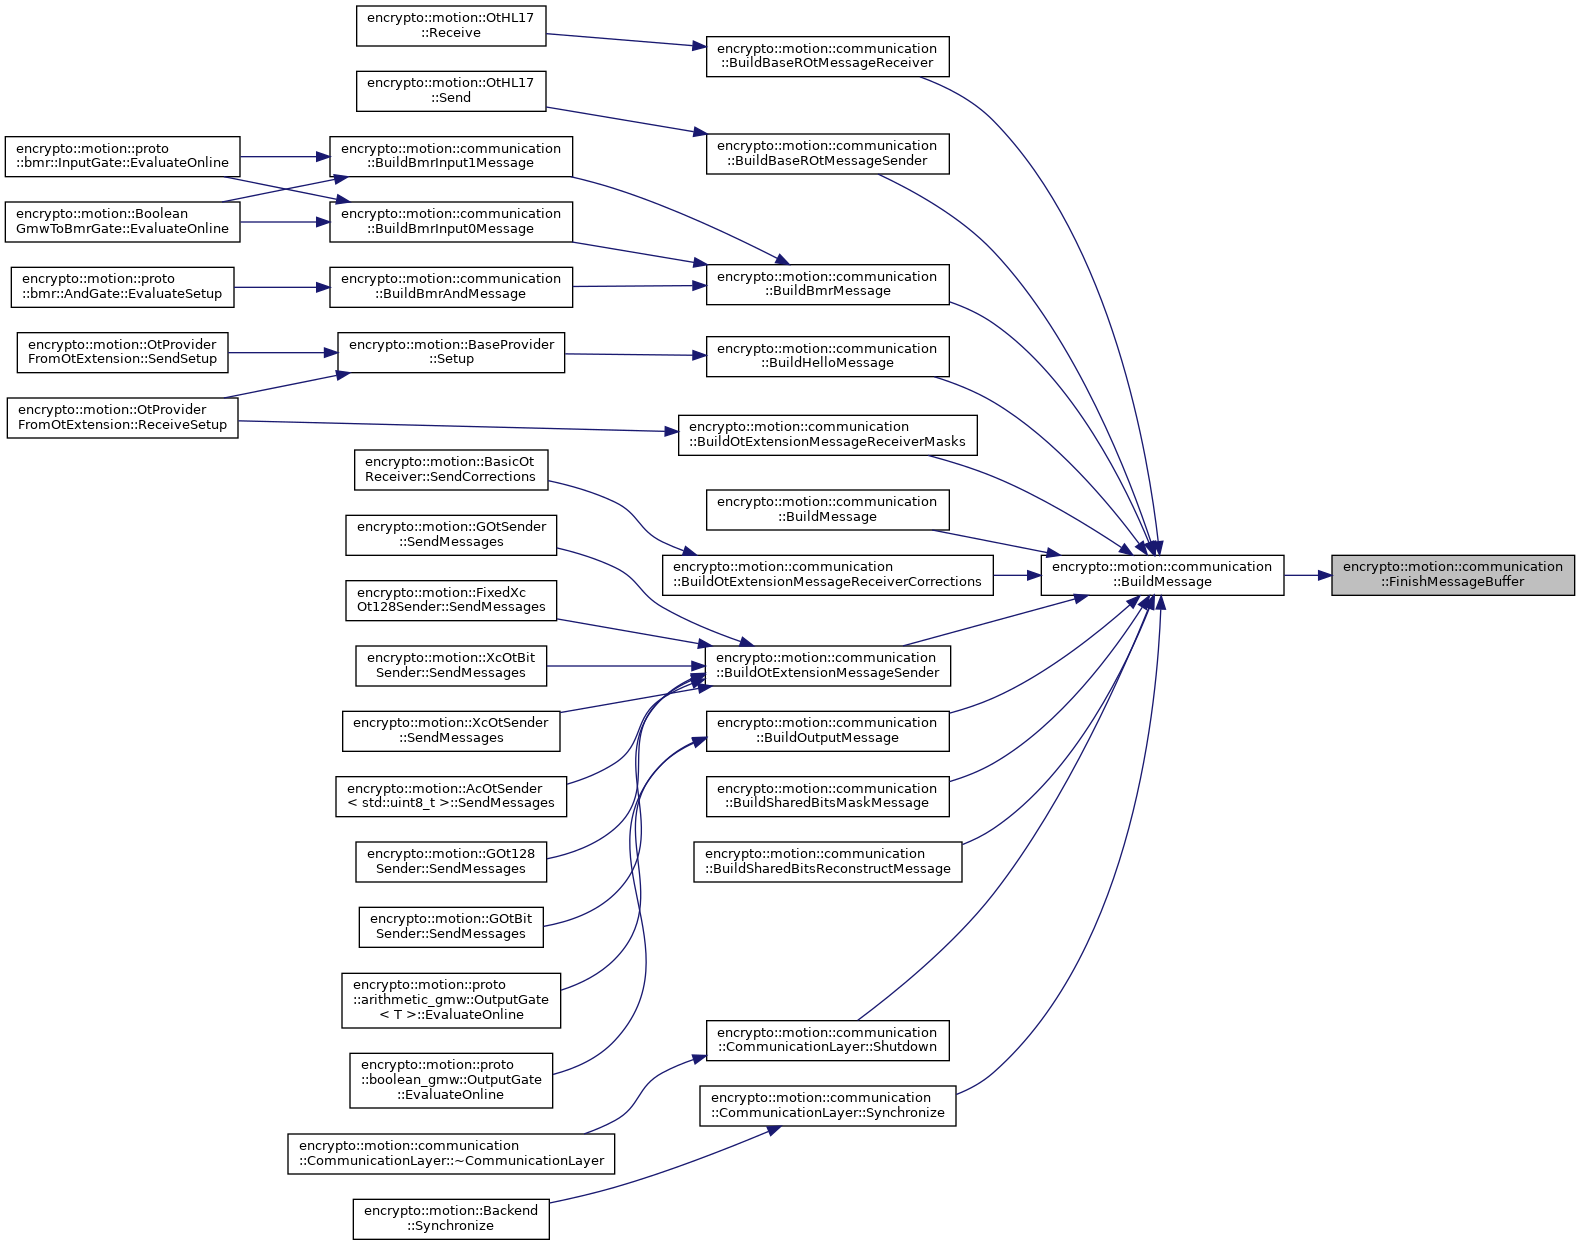 encrypto::motion::OtHL17
::Receive
encrypto::motion::communication
::BuildBaseROtMessageReceiver
encrypto::motion::OtHL17
::Send
encrypto::motion::communication
::BuildBaseROtMessageSender
encrypto::motion::proto
::bmr::InputGate::EvaluateOnline
encrypto::motion::communication
::BuildBmrInput1Message
encrypto::motion::Boolean
GmwToBmrGate::EvaluateOnline
encrypto::motion::communication
::BuildBmrInput0Message
encrypto::motion::proto
::bmr::AndGate::EvaluateSetup
encrypto::motion::communication
::BuildBmrAndMessage
encrypto::motion::communication
::BuildBmrMessage
encrypto::motion::OtProvider
FromOtExtension::SendSetup
encrypto::motion::BaseProvider
::Setup
encrypto::motion::communication
::BuildHelloMessage
encrypto::motion::OtProvider
FromOtExtension::ReceiveSetup
encrypto::motion::communication
::BuildOtExtensionMessageReceiverMasks
encrypto::motion::BasicOt
Receiver::SendCorrections
encrypto::motion::communication
::BuildMessage
encrypto::motion::GOtSender
::SendMessages
encrypto::motion::communication
::BuildOtExtensionMessageReceiverCorrections
encrypto::motion::communication
::BuildMessage
encrypto::motion::communication
::FinishMessageBuffer
encrypto::motion::FixedXc
Ot128Sender::SendMessages
encrypto::motion::XcOtBit
Sender::SendMessages
encrypto::motion::communication
::BuildOtExtensionMessageSender
encrypto::motion::XcOtSender
::SendMessages
encrypto::motion::communication
::BuildOutputMessage
encrypto::motion::AcOtSender
< std::uint8_t >::SendMessages
encrypto::motion::communication
::BuildSharedBitsMaskMessage
encrypto::motion::GOt128
Sender::SendMessages
encrypto::motion::communication
::BuildSharedBitsReconstructMessage
encrypto::motion::GOtBit
Sender::SendMessages
encrypto::motion::proto
::arithmetic_gmw::OutputGate
< T >::EvaluateOnline
encrypto::motion::communication
::CommunicationLayer::Shutdown
encrypto::motion::proto
::boolean_gmw::OutputGate
::EvaluateOnline
encrypto::motion::communication
::CommunicationLayer::Synchronize
encrypto::motion::communication
::CommunicationLayer::~CommunicationLayer
encrypto::motion::Backend
::Synchronize